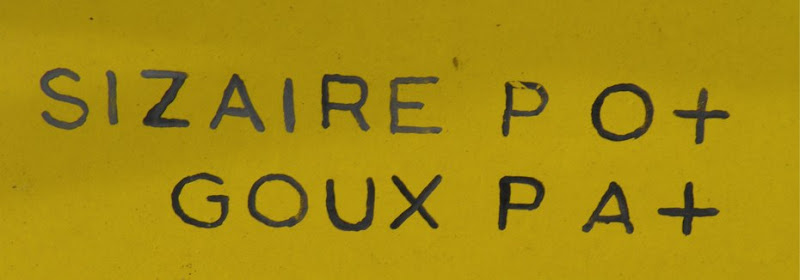 SIZAIRE P O+
GOUX P A+